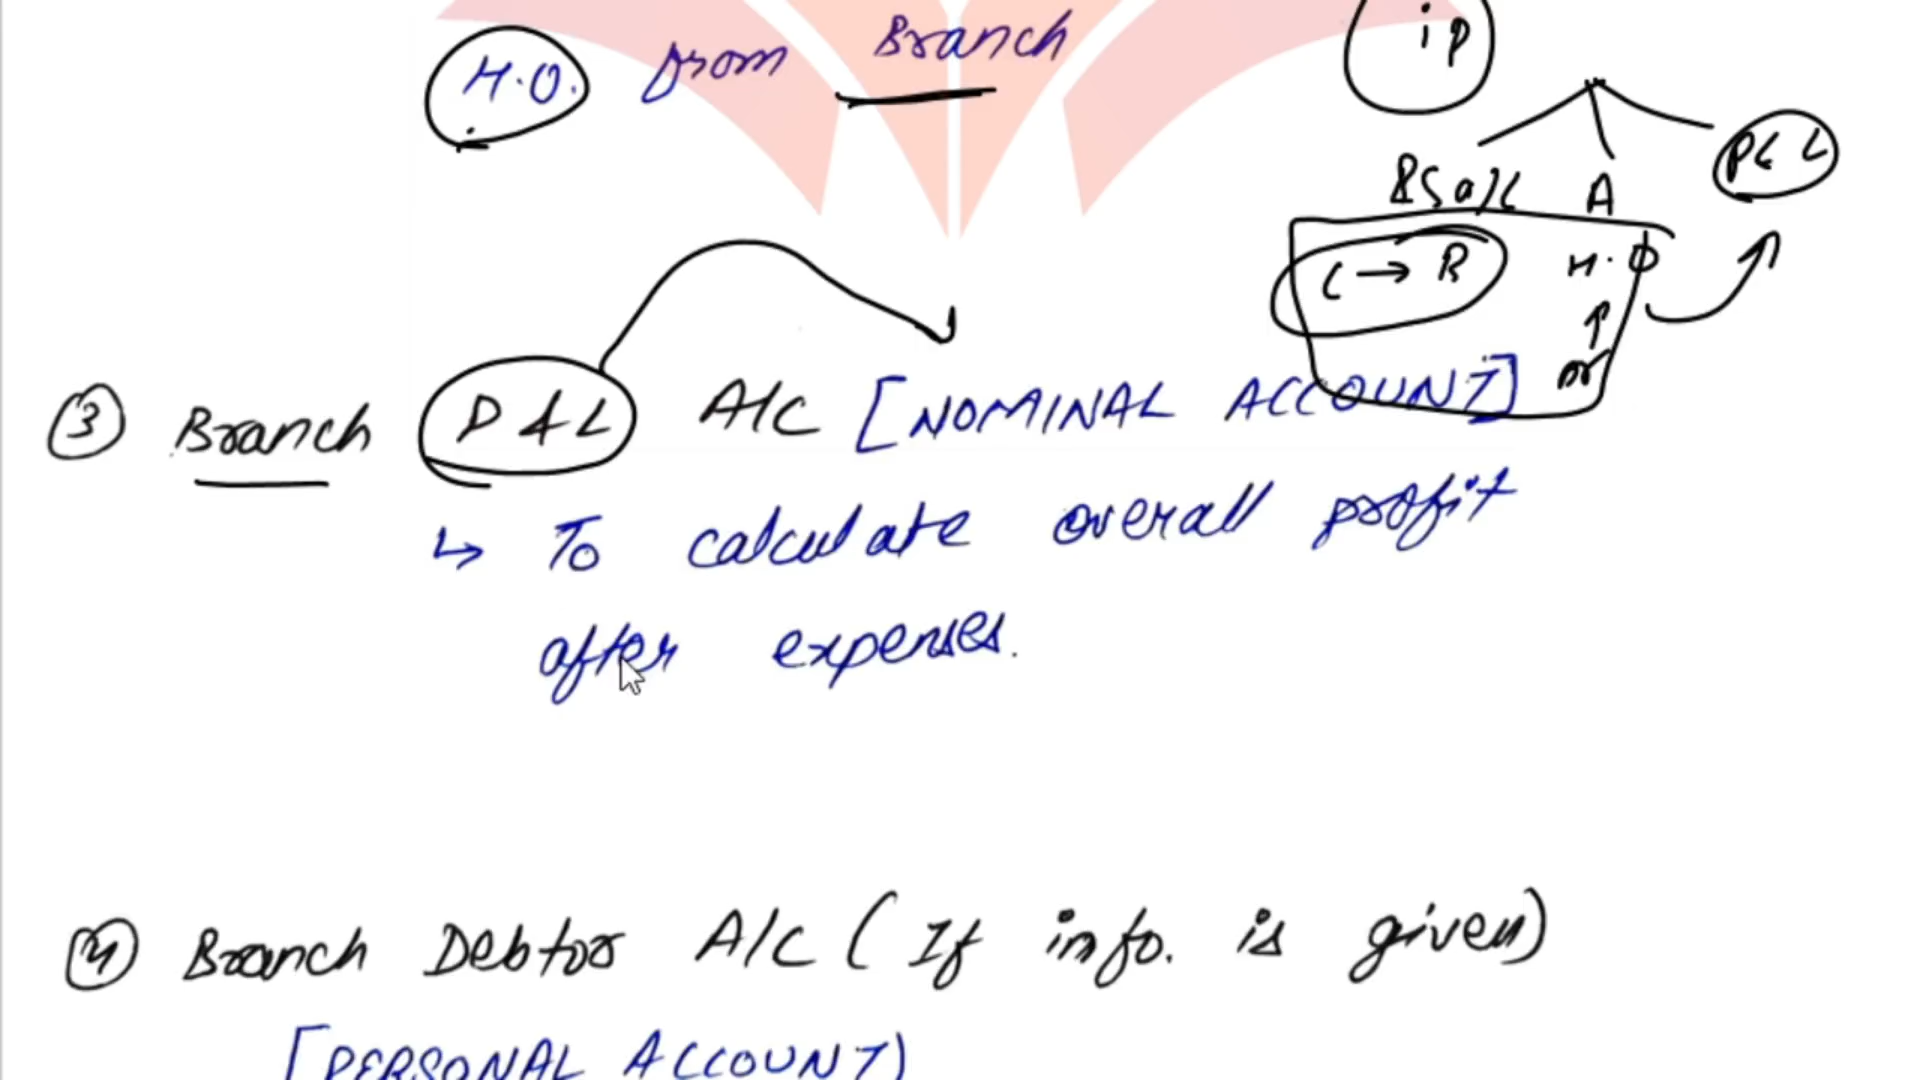 H.O. from Branch
ip
P& L
A
C → R H.O
③ Branch P & L A/C [NOMINAL ACCOUNT]
↳ To calculate overall profit
after expenses.
④ Branch Debtor A/C (If info. is given)
[PERSONAL ACCOUNT)